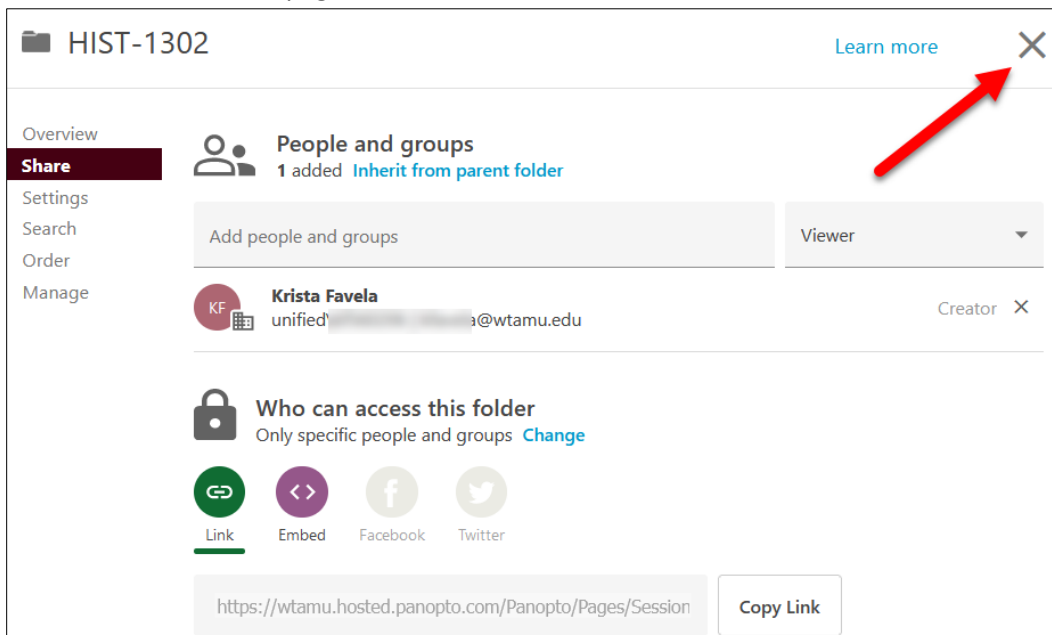 HIST-1302
Learn more
Overview
Share
Settings
Search
Order
Manage
People and groups
1 added Inherit from parent folder
Add people and groups
Viewer
KF
Krista Favela
unified\ a@wtamu.edu
Creator
Who can access this folder
Only specific people and groups Change
Link
Embed
Facebook
Twitter
https://wtamu.hosted.panopto.com/Panopto/Pages/Session
Copy Link